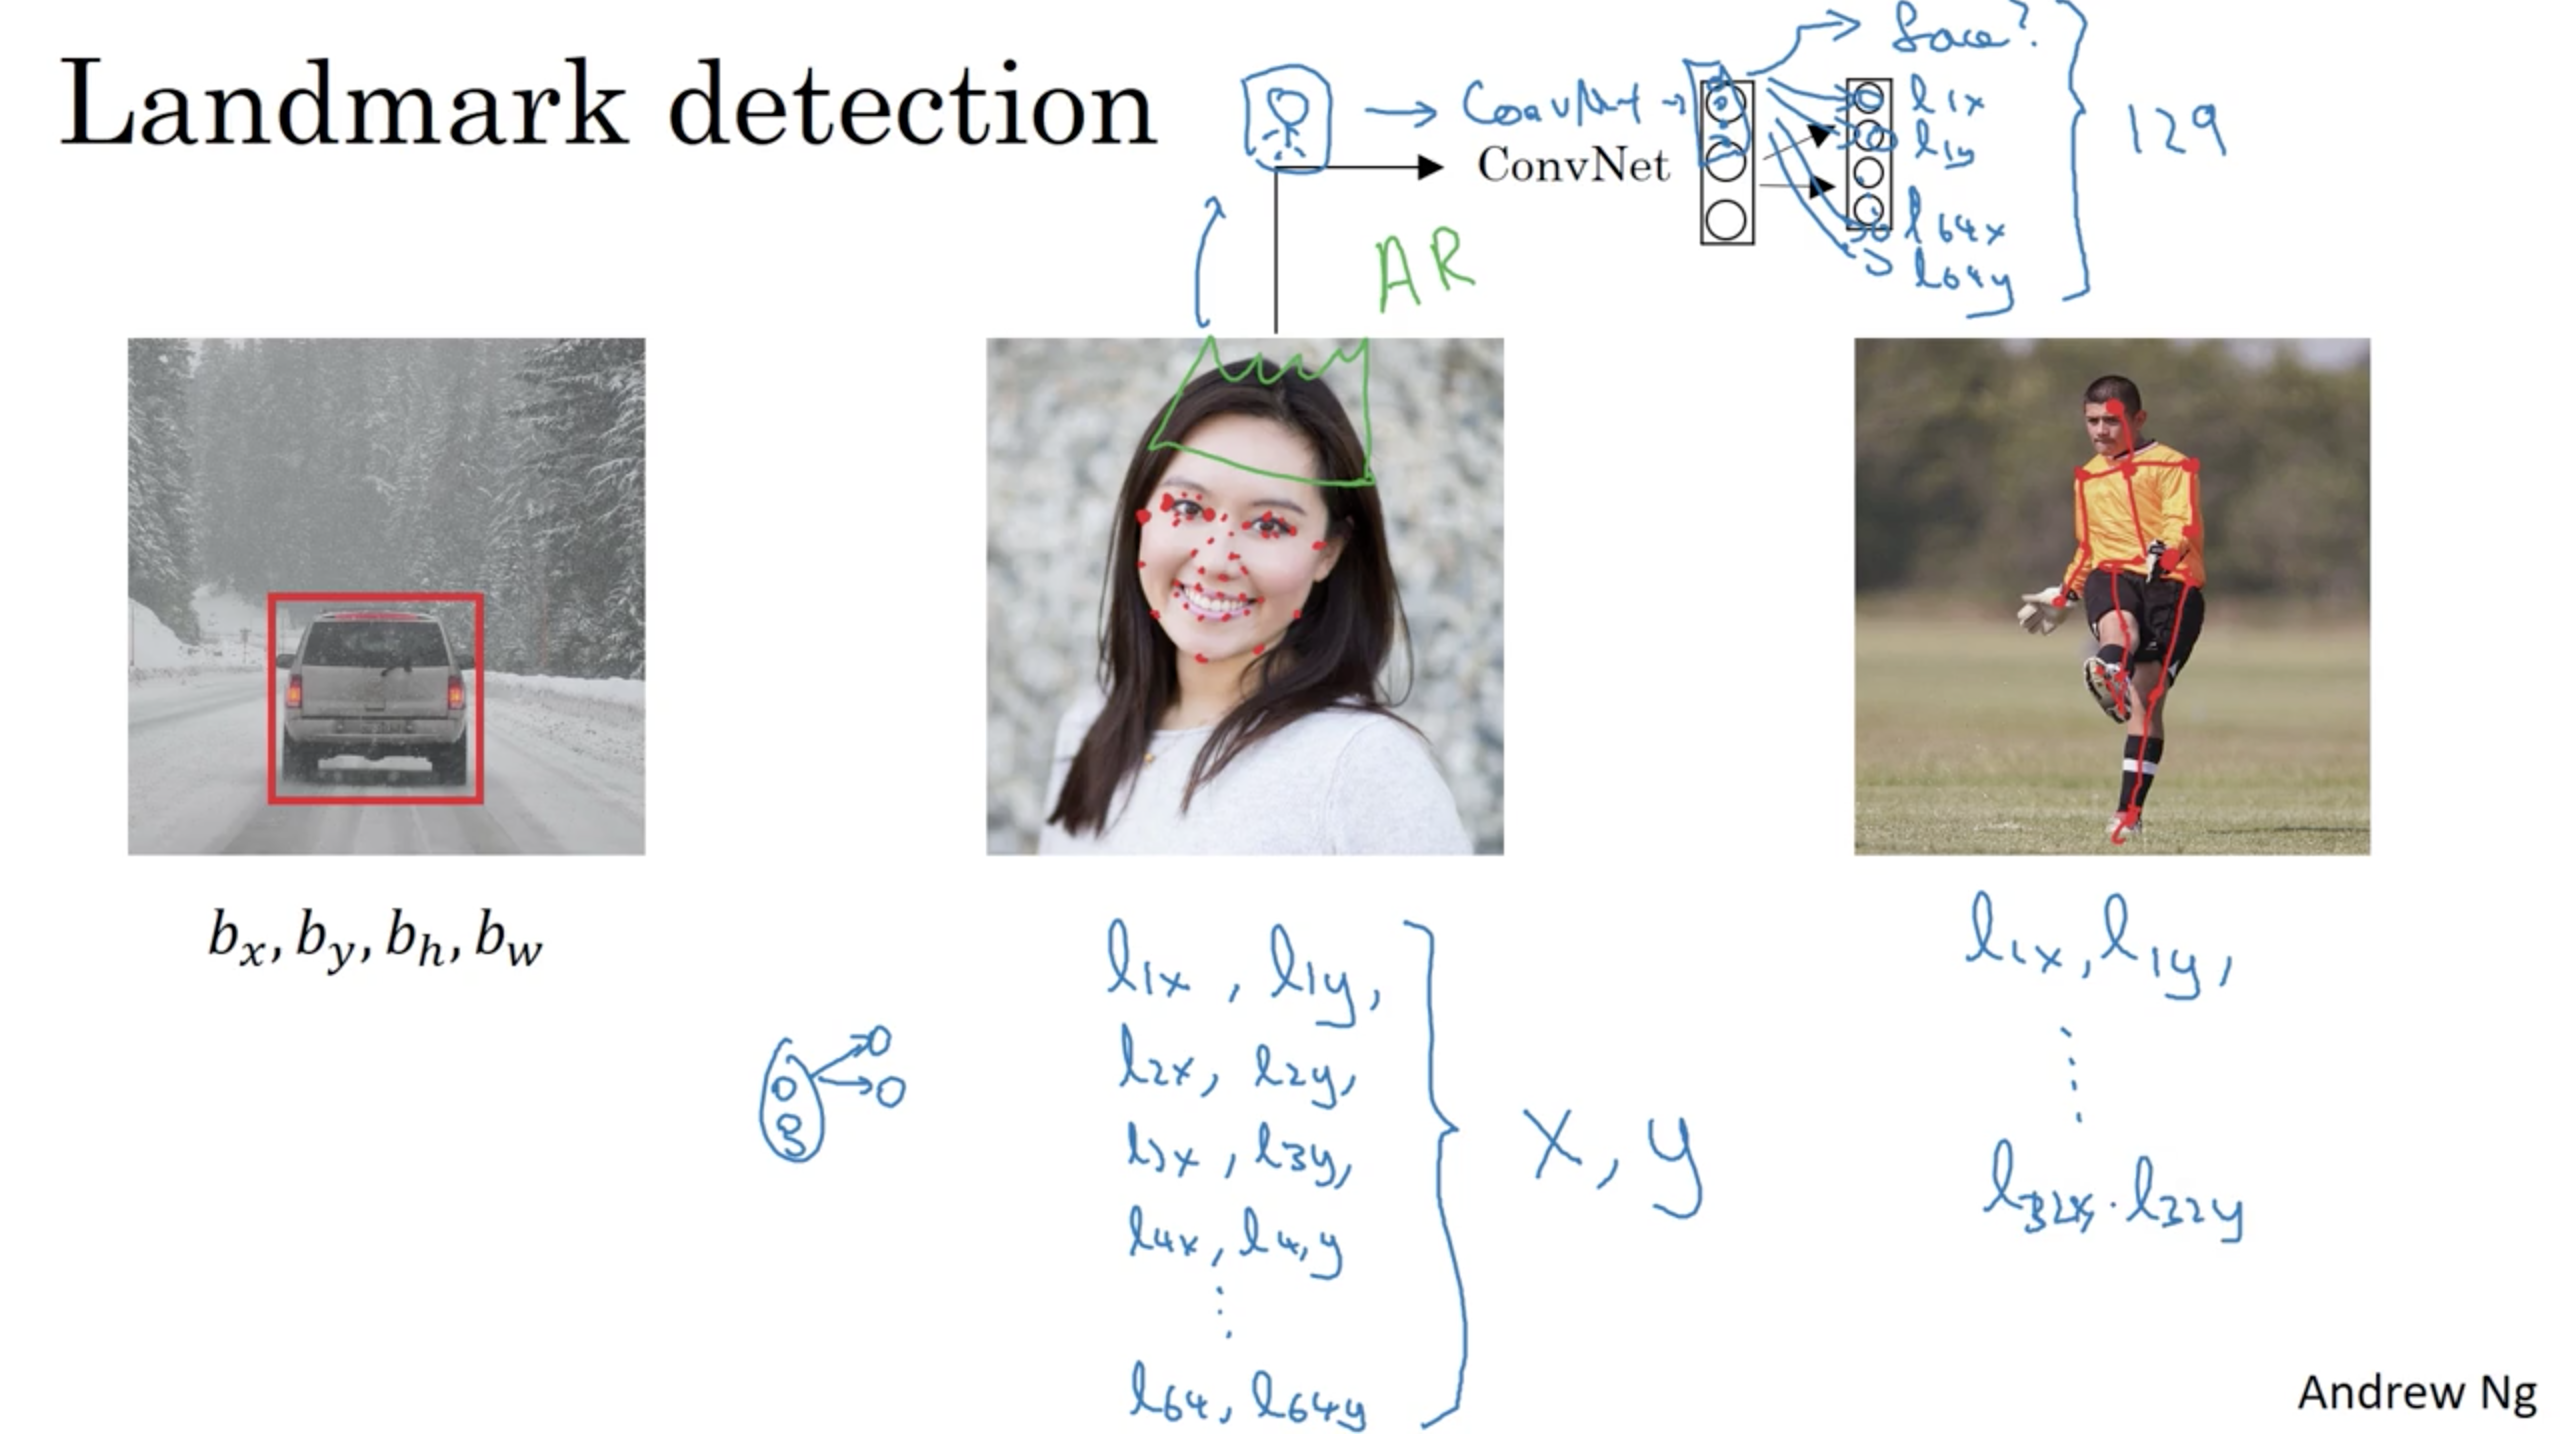 Landmark detection
face?
ConvNet
l1x
l1y
129
ConvNet
l64x
l64y
AR
bx, by, bh, bw
l1x, l1y,
l2x, l2y,
l3x, l3y,
l4x, l4,y
l64, l64y
x, y
l1x, l1y,
l32x, l32y
Andrew Ng